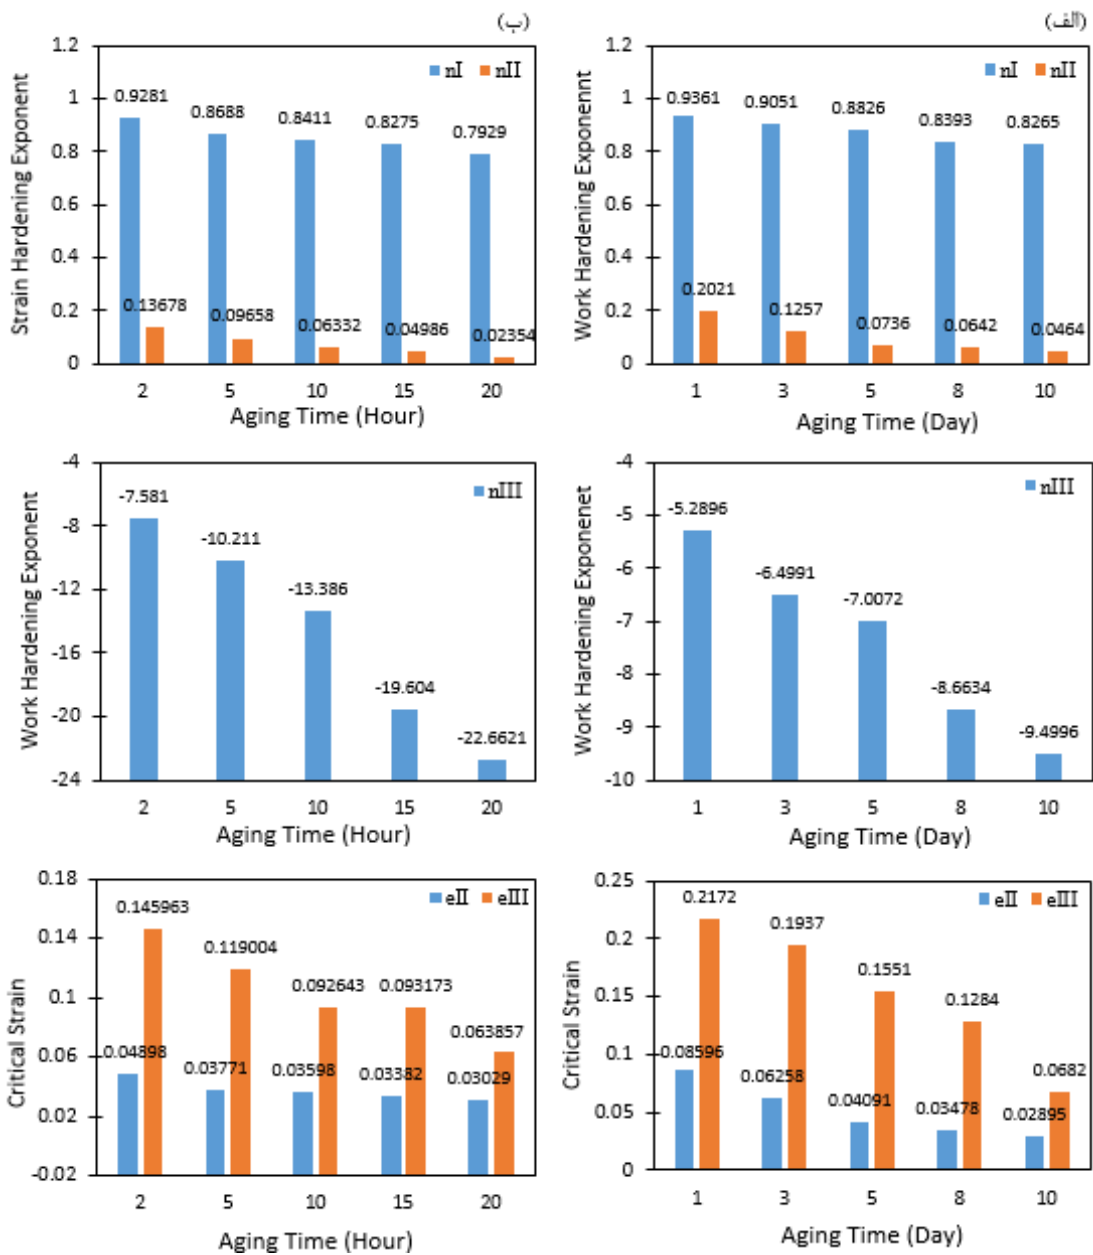 (ب)
1.2
1
0.8
0.6
0.4
0.2
0
Strain Hardening Exponent
nI nII
0.9281 0.8688 0.8411 0.8275 0.7929
0.13678 0.09658 0.06332 0.04986 0.02354
2 5 10 15 20
Aging Time (Hour)
(الف)
1.2
1
0.8
0.6
0.4
0.2
0
Work Hardening Exponennt
nI nII
0.9361 0.9051 0.8826 0.8393 0.8265
0.2021 0.1257 0.0736 0.0642 0.0464
1 3 5 8 10
Aging Time (Day)
-4
-8
-12
-16
-20
-24
Work Hardening Exponent
nIII
-7.581
-10.211
-13.386
-19.604
-22.6621
2 5 10 15 20
Aging Time (Hour)
-4
-5
-6
-7
-8
-9
-10
Work Hardening Exponenet
nIII
-5.2896
-6.4991
-7.0072
-8.6634
-9.4996
1 3 5 8 10
Aging Time (Day)
0.18
0.14
0.1
0.06
0.02
-0.02
Critical Strain
eII eIII
0.145963 0.119004 0.092643 0.093173 0.063857
0.04898 0.03771 0.03598 0.03382 0.03029
2 5 10 15 20
Aging Time (Hour)
0.25
0.2
0.15
0.1
0.05
0
Critical Strain
eII eIII
0.2172 0.1937 0.1551 0.1284 0.0682
0.08596 0.06258 0.04091 0.03478 0.02895
1 3 5 8 10
Aging Time (Day)